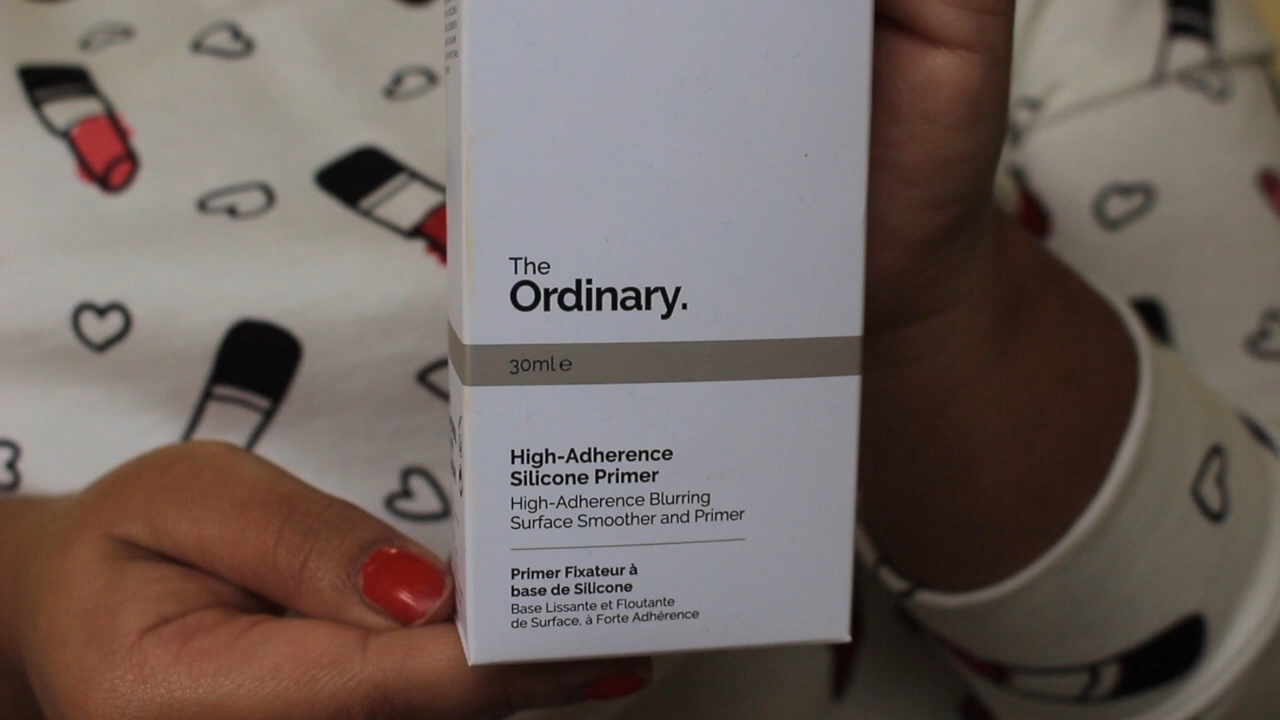 The
Ordinary.
30ml e
High-Adherence
Silicone Primer
High-Adherence Blurring
Surface Smoother and Primer
Primer Fixateur à
base de Silicone
Base Lissante et Floutante
de Surface, à Forte Adhérence